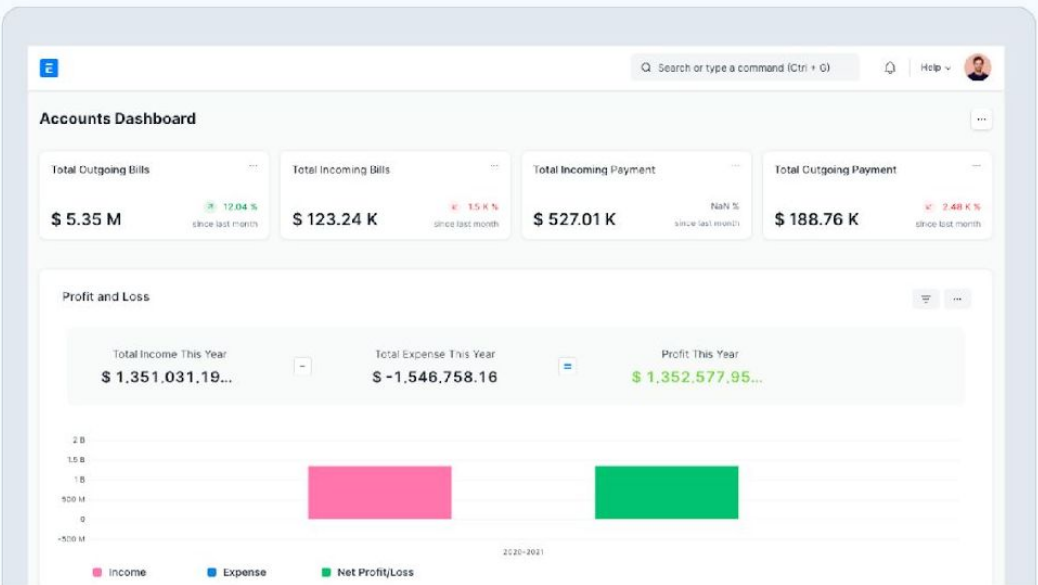 E
Search or type a command (Ctrl + G)
Help
Accounts Dashboard
...
Total Outgoing Bills ...
12.04 %
$ 5.35 M since last month
Total Incoming Bills ...
1.5 K %
$ 123.24 K since last month
Total Incoming Payment ...
NaN %
$ 527.01 K since last month
Total Outgoing Payment ...
2.48 K %
$ 188.76 K since last month
Profit and Loss
...
Total Income This Year
$ 1,351,031,19...
-
Total Expense This Year
$ -1,546,758.16
=
Profit This Year
$ 1,352,577,95...
2 B
1.5 B
1 B
500 M
0
-500 M
2020-2021
Income Expense Net Profit/Loss